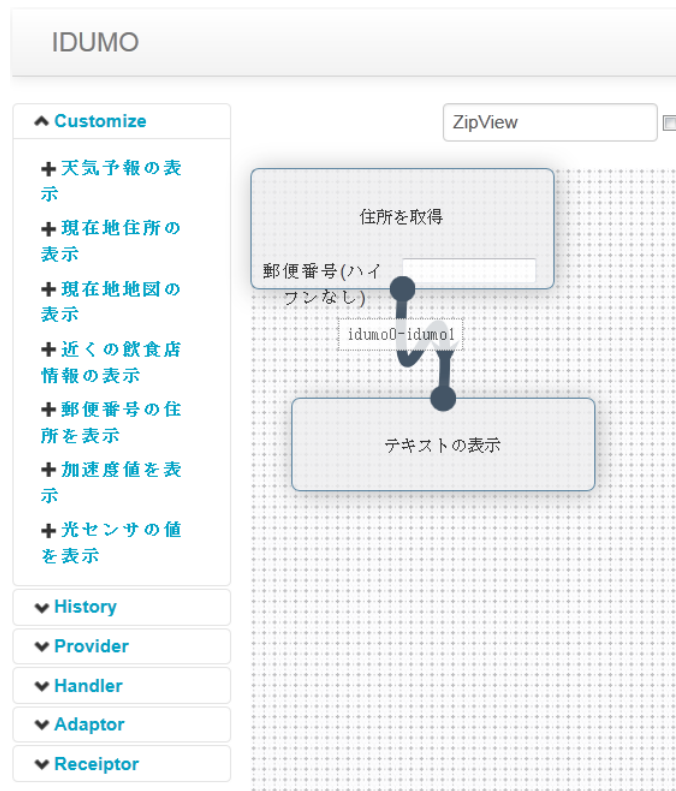 IDUMO
Customize
天気予報の表
示
現在地住所の
表示
現在地地図の
表示
近くの飲食店
情報の表示
郵便番号の住
所を表示
加速度値を表
示
光センサの値
を表示
History
Provider
Handler
Adaptor
Receiptor
ZipView
住所を取得
郵便番号(ハイ
フンなし)
idumo0-idumo1
テキストの表示